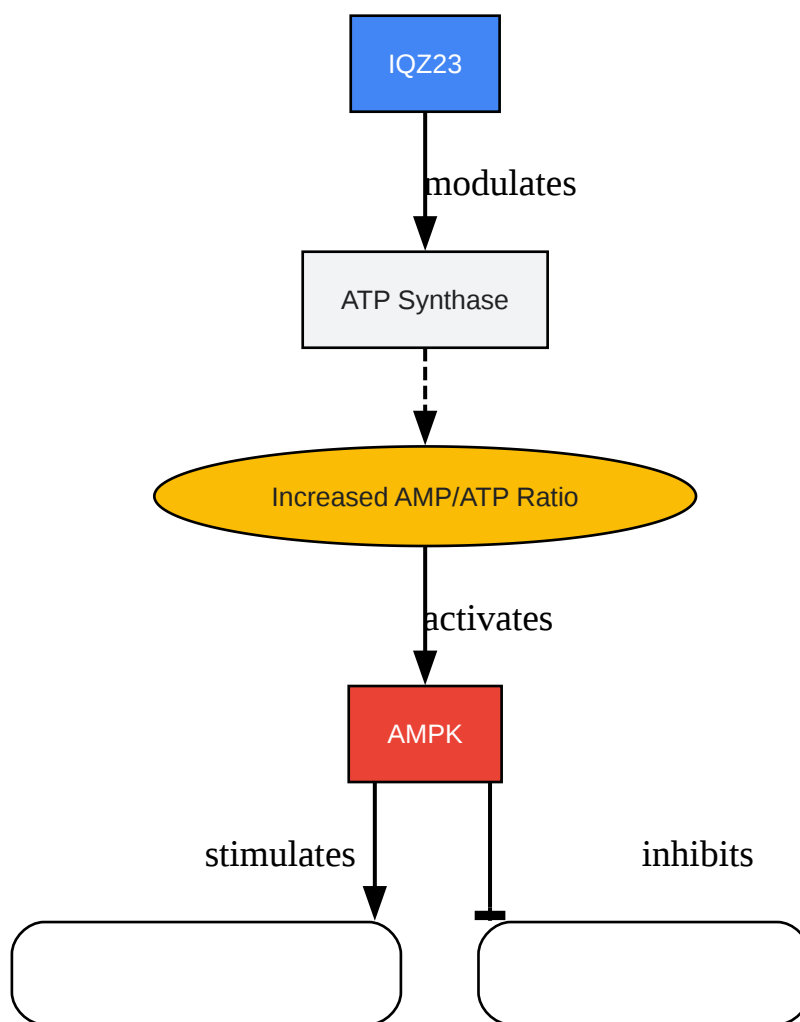 IQZ23
modulates
ATP Synthase
Increased AMP/ATP Ratio
activates
AMPK
stimulates
inhibits